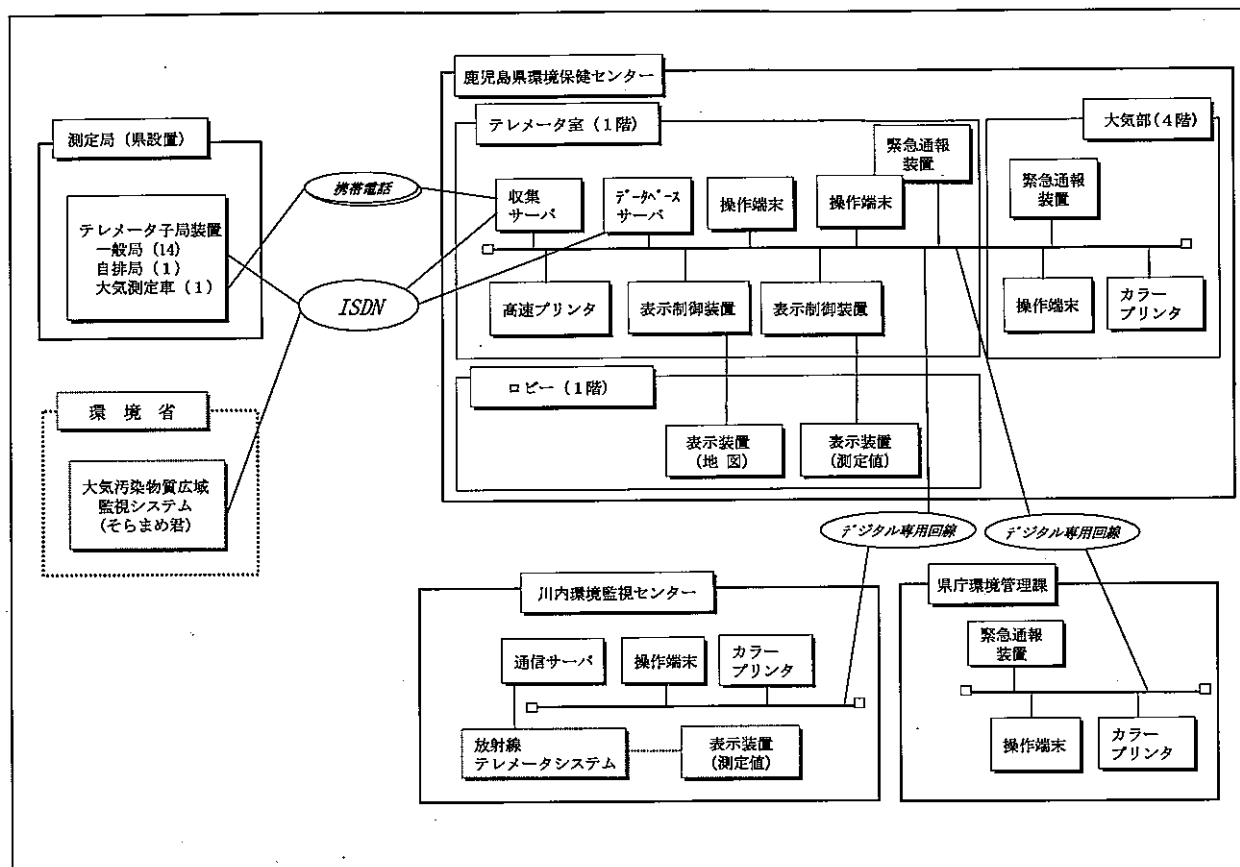 鹿児島県環境保健センター
測定局（県設置）
テレメータ子局装置
一般局（14）
自排局（1）
大気測定車（1）
携帯電話
ISDN
環境省
大気汚染物質広域
監視システム
(そらまめ君)
テレメータ室（1階）
収集
サーバ
データベース
サーバ
操作端末
操作端末
緊急通報
装置
高速プリンタ
表示制御装置
表示制御装置
大気部（4階）
緊急通報
装置
操作端末
カラー
プリンタ
ロビー（1階）
表示装置
(地図)
表示装置
(測定値)
デジタル専用回線
デジタル専用回線
川内環境監視センター
通信サーバ
操作端末
カラー
プリンタ
放射線
テレメータシステム
表示装置
(測定値)
県庁環境管理課
緊急通報
装置
操作端末
カラー
プリンタ